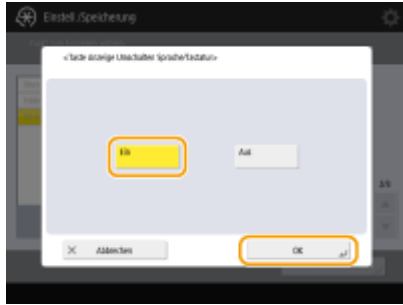 Einstell./Speicherung
<Taste Anzeige Umschalten Sprache/Tastatur>
Ein
Aus
Abbrechen
OK